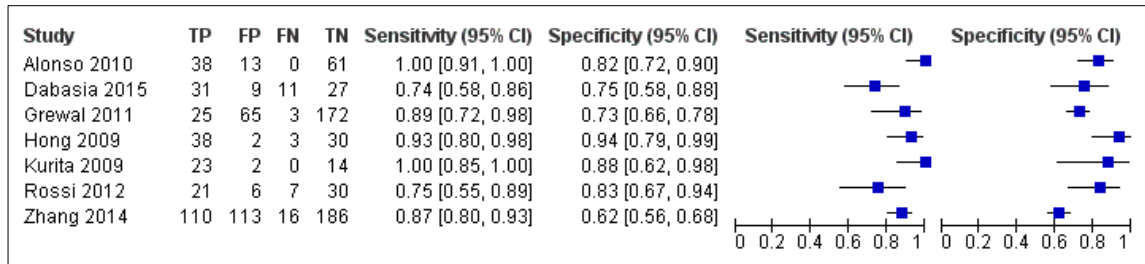 Study TP FP FN TN Sensitivity (95% CI) Specificity (95% CI) Sensitivity (95% CI) Specificity (95% CI)
Alonso 2010 38 13 0 61 1.00 [0.91, 1.00] 0.82 [0.72, 0.90]
Dabasia 2015 31 9 11 27 0.74 [0.58, 0.86] 0.75 [0.58, 0.88]
Grewal 2011 25 65 3 172 0.89 [0.72, 0.98] 0.73 [0.66, 0.78]
Hong 2009 38 2 3 30 0.93 [0.80, 0.98] 0.94 [0.79, 0.99]
Kurita 2009 23 2 0 14 1.00 [0.85, 1.00] 0.88 [0.62, 0.98]
Rossi 2012 21 6 7 30 0.75 [0.55, 0.89] 0.83 [0.67, 0.94]
Zhang 2014 110 113 16 186 0.87 [0.80, 0.93] 0.62 [0.56, 0.68]
0 0.2 0.4 0.6 0.8 1 0 0.2 0.4 0.6 0.8 1